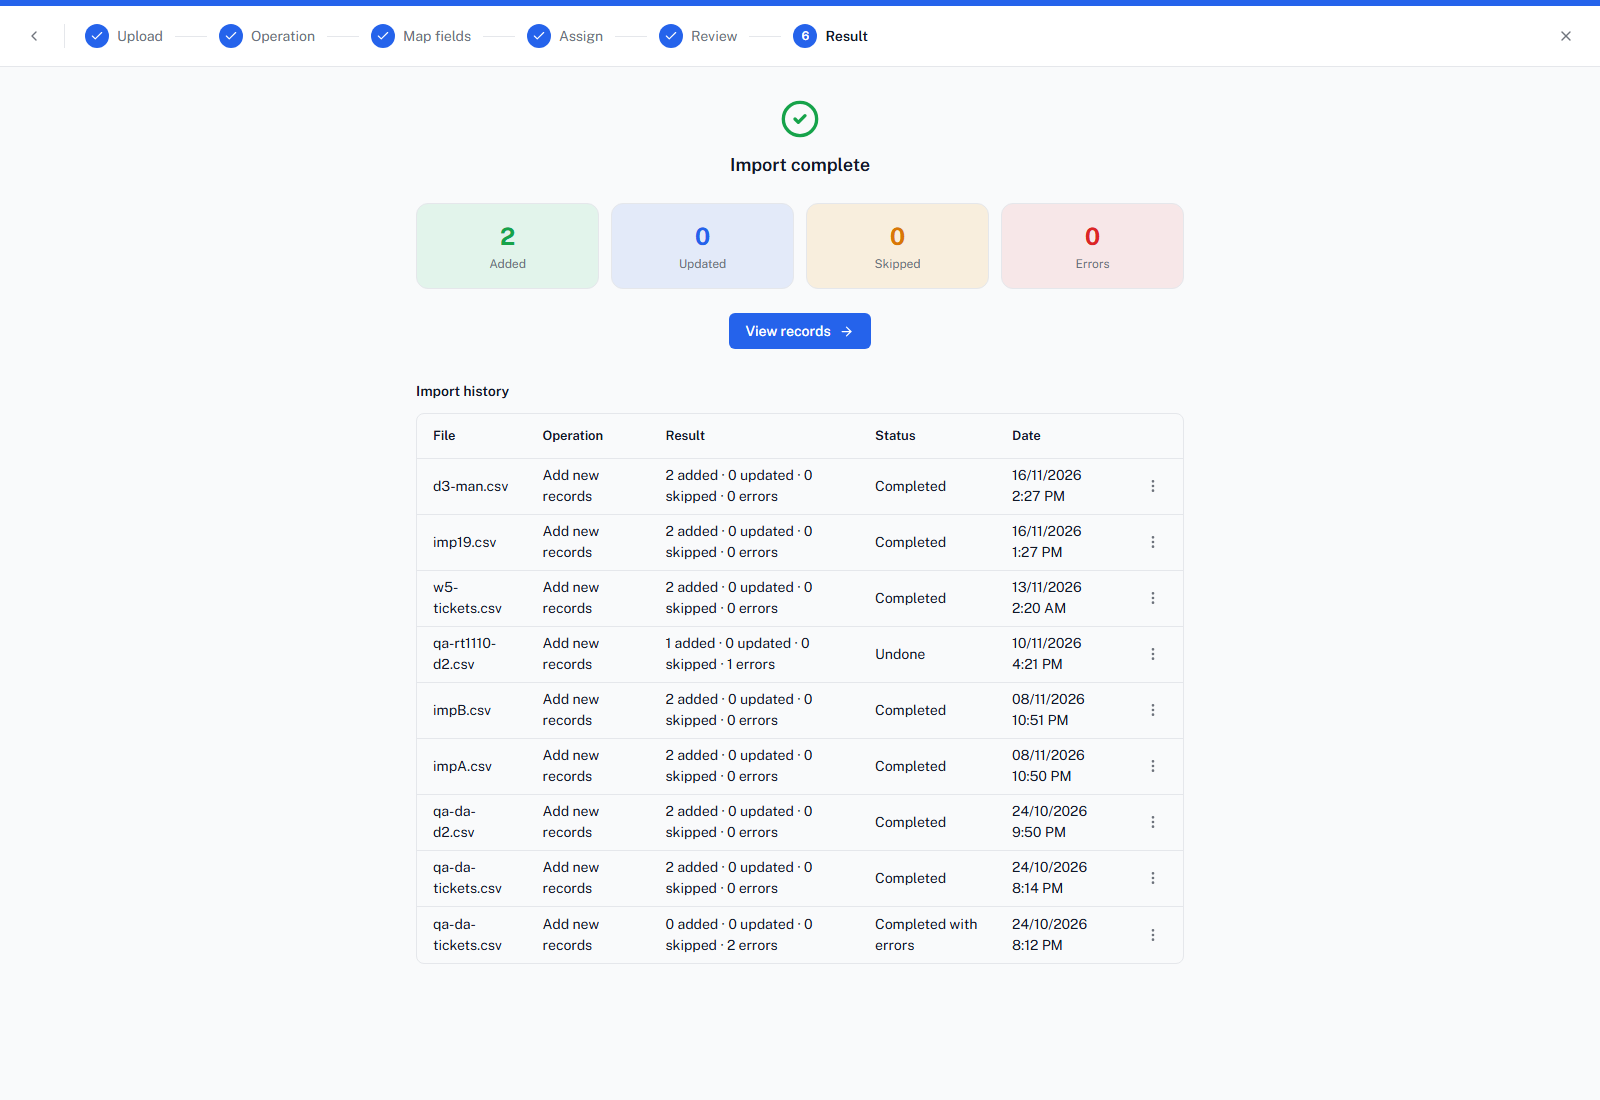 Upload
Operation
Map fields
Assign
Review
6 Result
Import complete
2
Added
0
Updated
0
Skipped
0
Errors
View records
Import history
File Operation Result Status Date
d3-man.csv
Add new
records
2 added · 0 updated · 0
skipped · 0 errors
Completed
16/11/2026
2:27 PM
imp19.csv
Add new
records
2 added · 0 updated · 0
skipped · 0 errors
Completed
16/11/2026
1:27 PM
w5-
tickets.csv
Add new
records
2 added · 0 updated · 0
skipped · 0 errors
Completed
13/11/2026
2:20 AM
qa-rt1110-
d2.csv
Add new
records
1 added · 0 updated · 0
skipped · 1 errors
Undone
10/11/2026
4:21 PM
impB.csv
Add new
records
2 added · 0 updated · 0
skipped · 0 errors
Completed
08/11/2026
10:51 PM
impA.csv
Add new
records
2 added · 0 updated · 0
skipped · 0 errors
Completed
08/11/2026
10:50 PM
qa-da-
d2.csv
Add new
records
2 added · 0 updated · 0
skipped · 0 errors
Completed
24/10/2026
9:50 PM
qa-da-
tickets.csv
Add new
records
2 added · 0 updated · 0
skipped · 0 errors
Completed
24/10/2026
8:14 PM
qa-da-
tickets.csv
Add new
records
0 added · 0 updated · 0
skipped · 2 errors
Completed with
errors
24/10/2026
8:12 PM